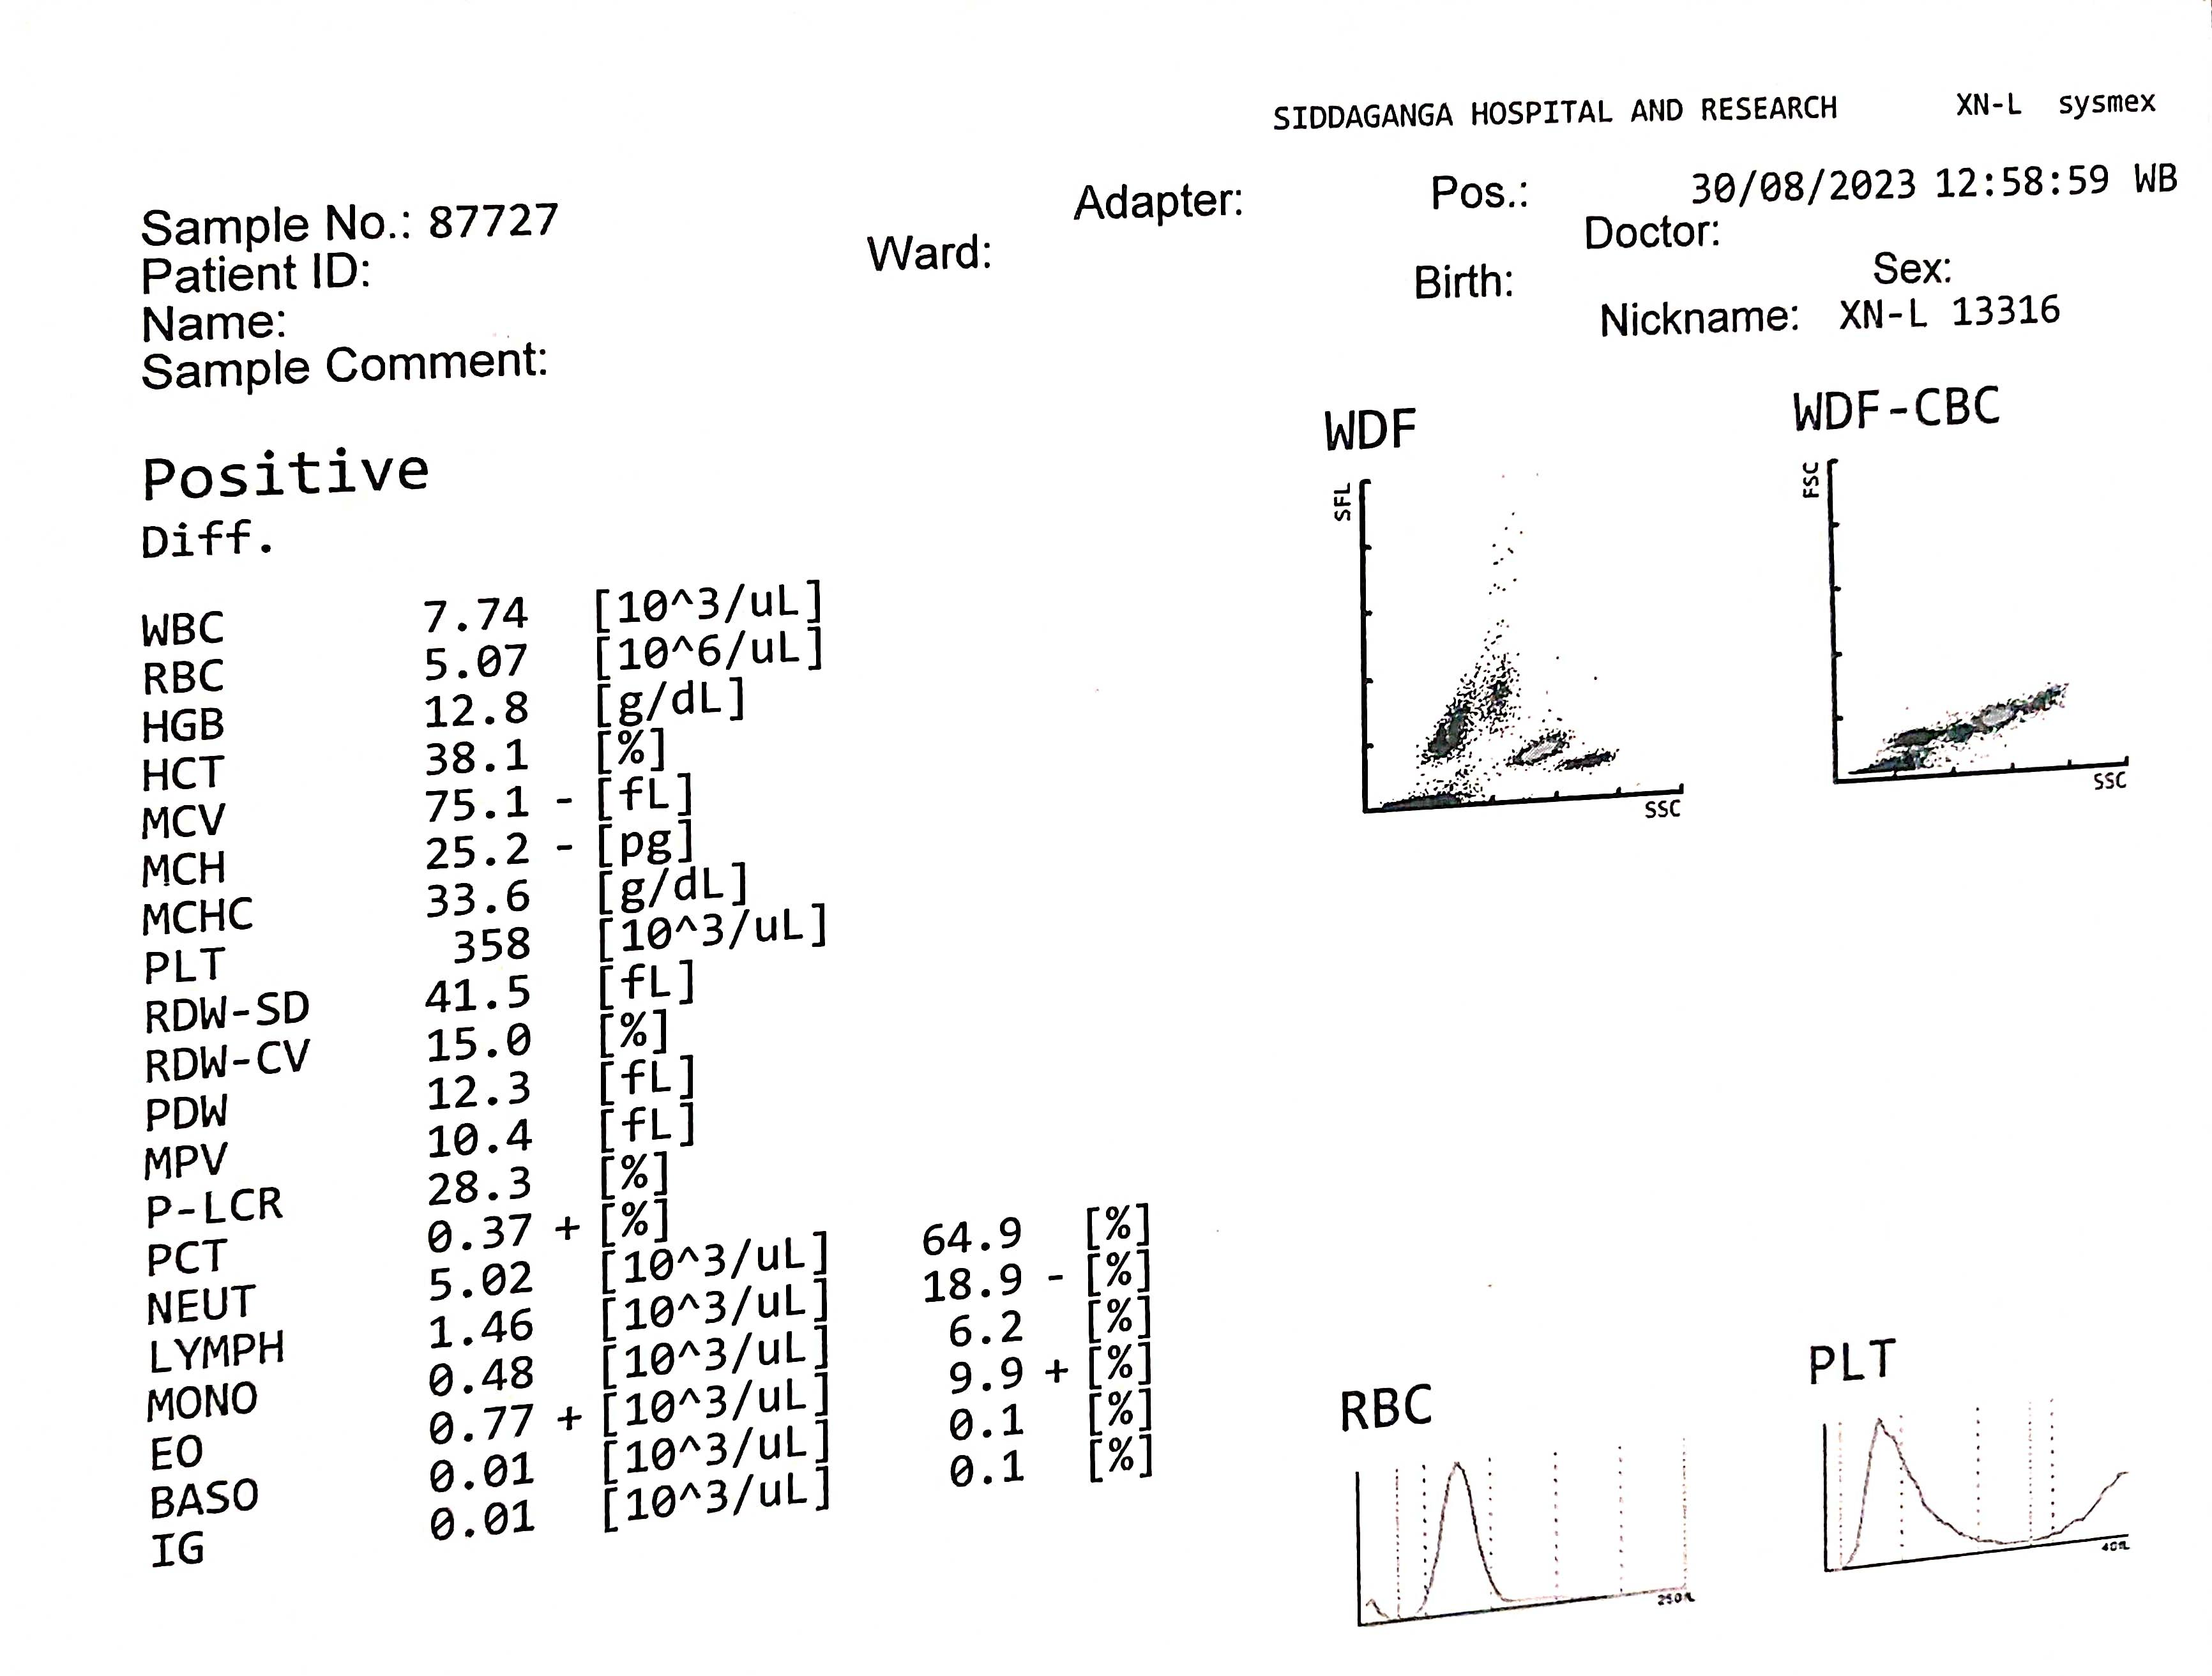 SIDDAGANGA HOSPITAL AND RESEARCH XN-L sysmex
Sample No.: 87727 Adapter: Pos.: 30/08/2023 12:58:59 WB
Patient ID: Ward: Doctor:
Name: Birth: Sex:
Sample Comment: Nickname: XN-L 13316
Positive
Diff.
WBC 7.74 [10^3/uL]
RBC 5.07 [10^6/uL]
HGB 12.8 [g/dL]
HCT 38.1 [%]
MCV 75.1 - [fL]
MCH 25.2 - [pg]
MCHC 33.6 [g/dL]
PLT 358 [10^3/uL]
RDW-SD 41.5 [fL]
RDW-CV 15.0 [%]
PDW 12.3 [fL]
MPV 10.4 [fL]
P-LCR 28.3 [%]
PCT 0.37 + [%]
NEUT 5.02 [10^3/uL] 64.9 [%]
LYMPH 1.46 [10^3/uL] 18.9 - [%]
MONO 0.48 [10^3/uL] 6.2 [%]
EO 0.77 + [10^3/uL] 9.9 + [%]
BASO 0.01 [10^3/uL] 0.1 [%]
IG 0.01 [10^3/uL] 0.1 [%]
WDF
SFL
SSC
WDF-CBC
FSC
SSC
RBC
250fL
PLT
40fL